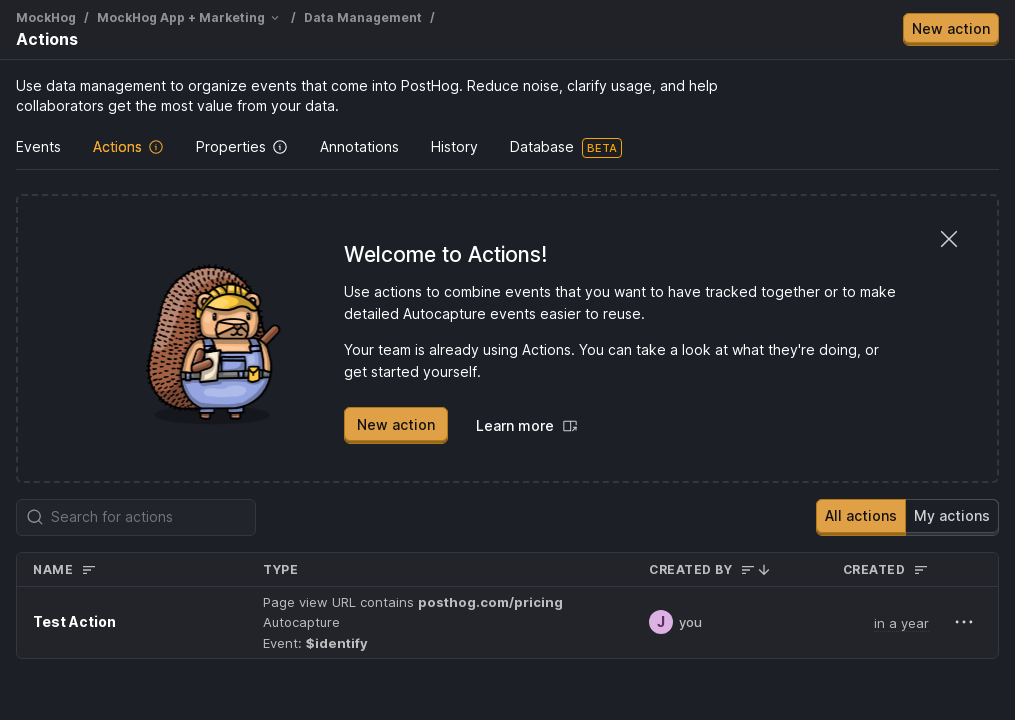 MockHog / MockHog App + Marketing / Data Management /
Actions
New action
Use data management to organize events that come into PostHog. Reduce noise, clarify usage, and help
collaborators get the most value from your data.
Events Actions Properties Annotations History Database BETA
Welcome to Actions!
Use actions to combine events that you want to have tracked together or to make
detailed Autocapture events easier to reuse.
Your team is already using Actions. You can take a look at what they're doing, or
get started yourself.
New action Learn more
Search for actions All actions My actions
NAME TYPE CREATED BY CREATED
Page view URL contains posthog.com/pricing
Test Action Autocapture J you in a year
Event: $identify